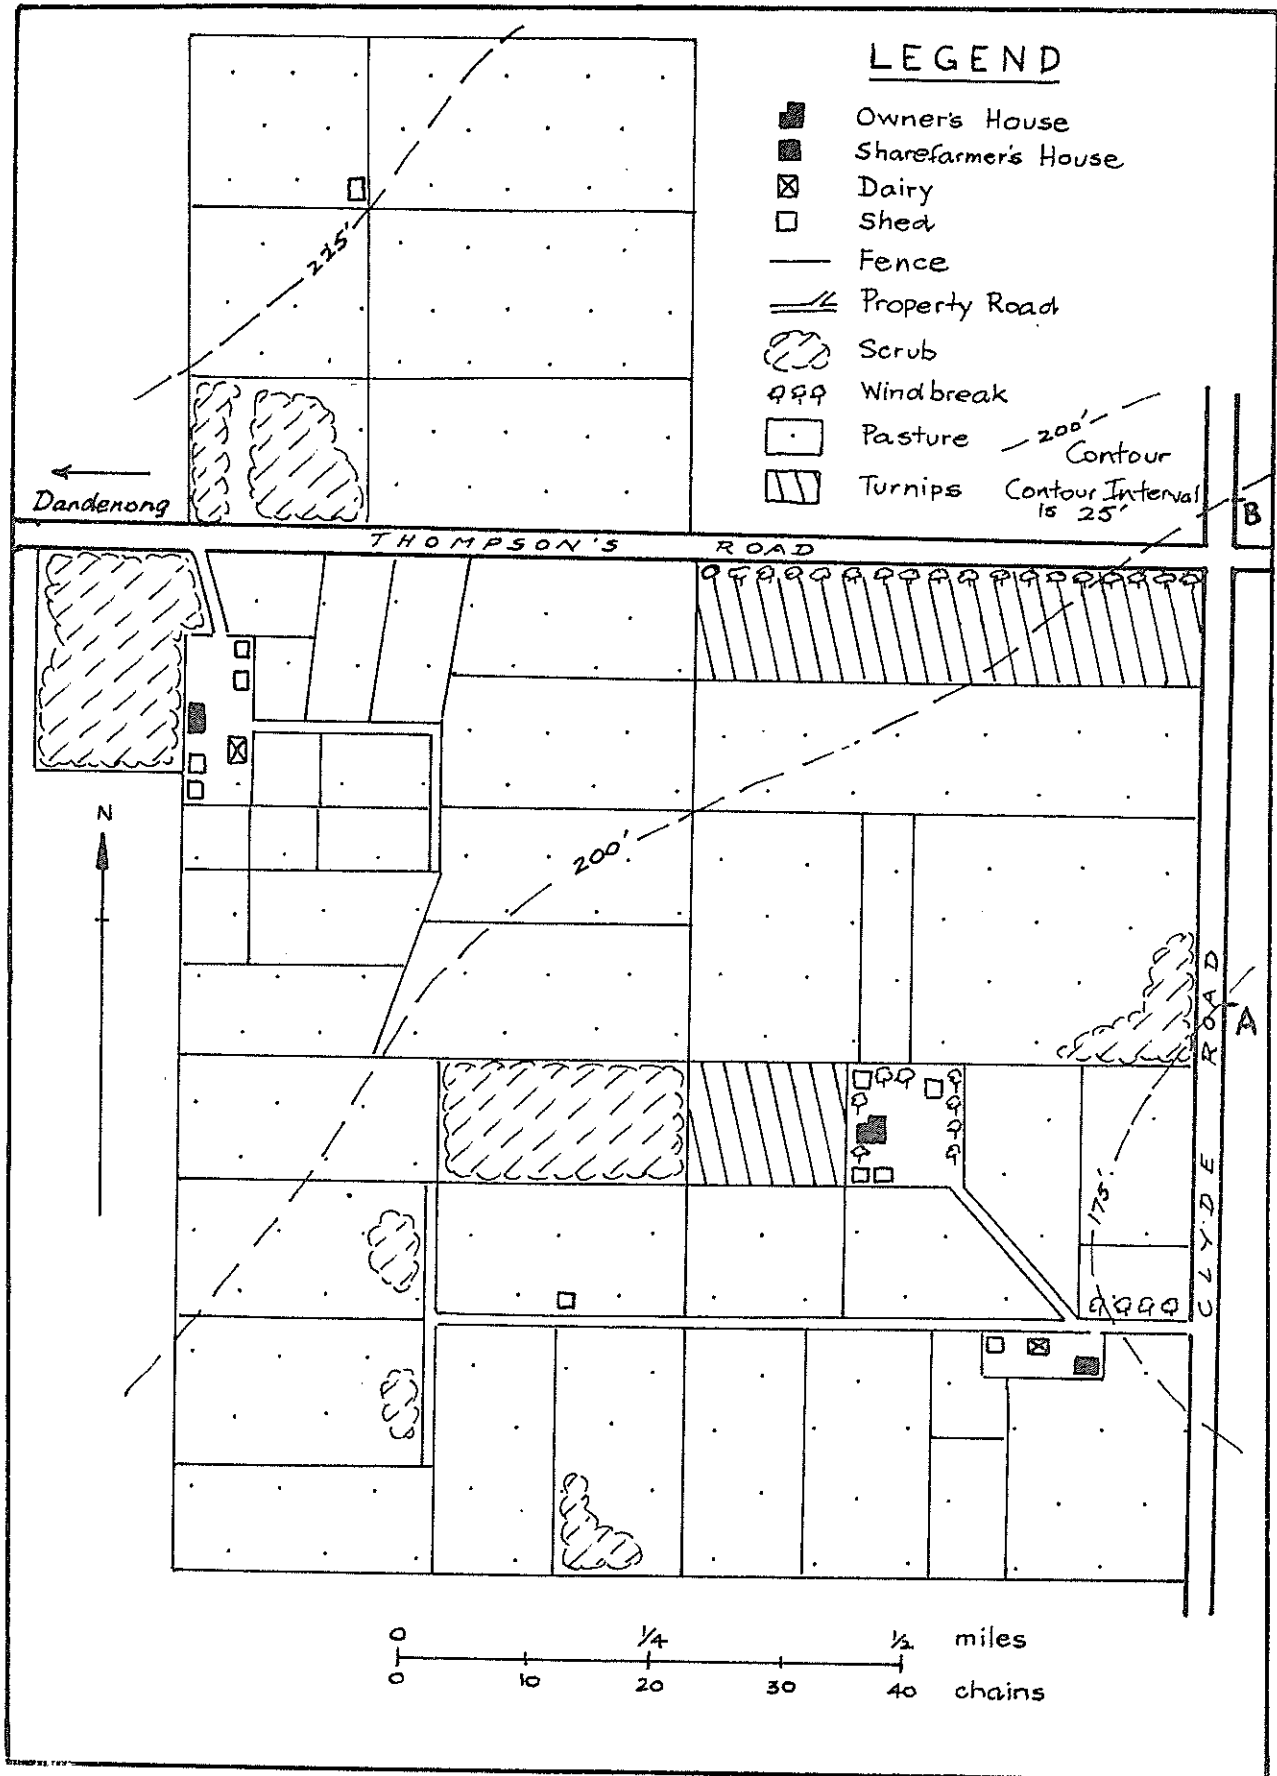 LEGEND
Owner's House
Sharefarmer's House
Dairy
Shed
Fence
Property Road
Scrub
Windbreak
Pasture
200'
Contour
Turnips
Contour Interval
is 25'
225'
Dandenong
B
THOMPSON'S ROAD
N
200'
A
CLYDE ROAD
175'
0 1/4 1/2 miles
0 10 20 30 40 chains